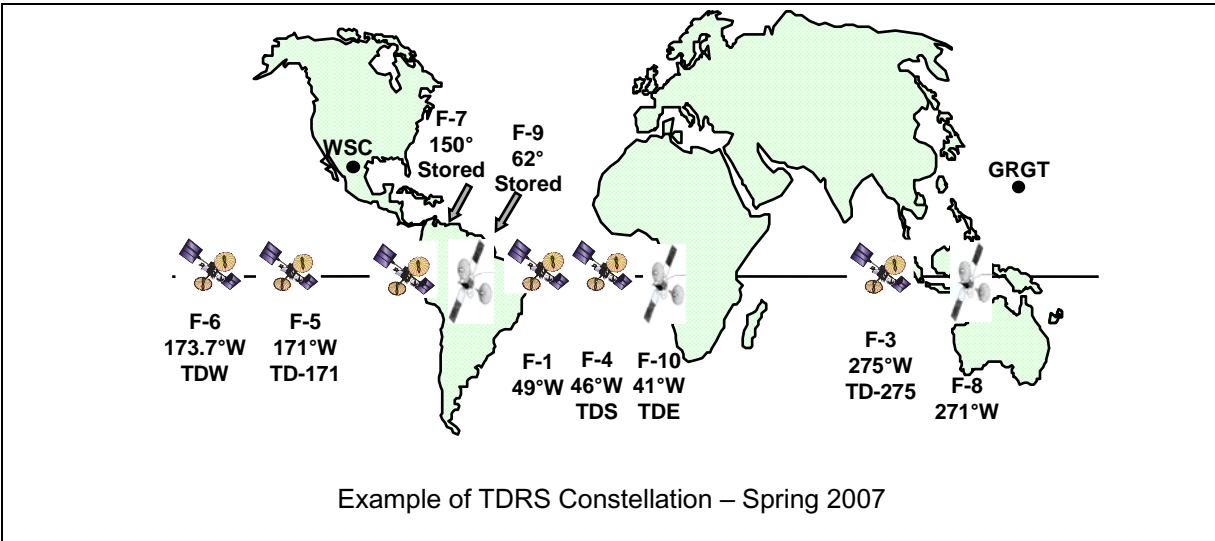 F-7
150°
Stored
F-9
62°
Stored
WSC
GRGT
F-6
173.7°W
TDW
F-5
171°W
TD-171
F-1
49°W
F-4
46°W
TDS
F-10
41°W
TDE
F-3
275°W
TD-275
F-8
271°W
Example of TDRS Constellation – Spring 2007